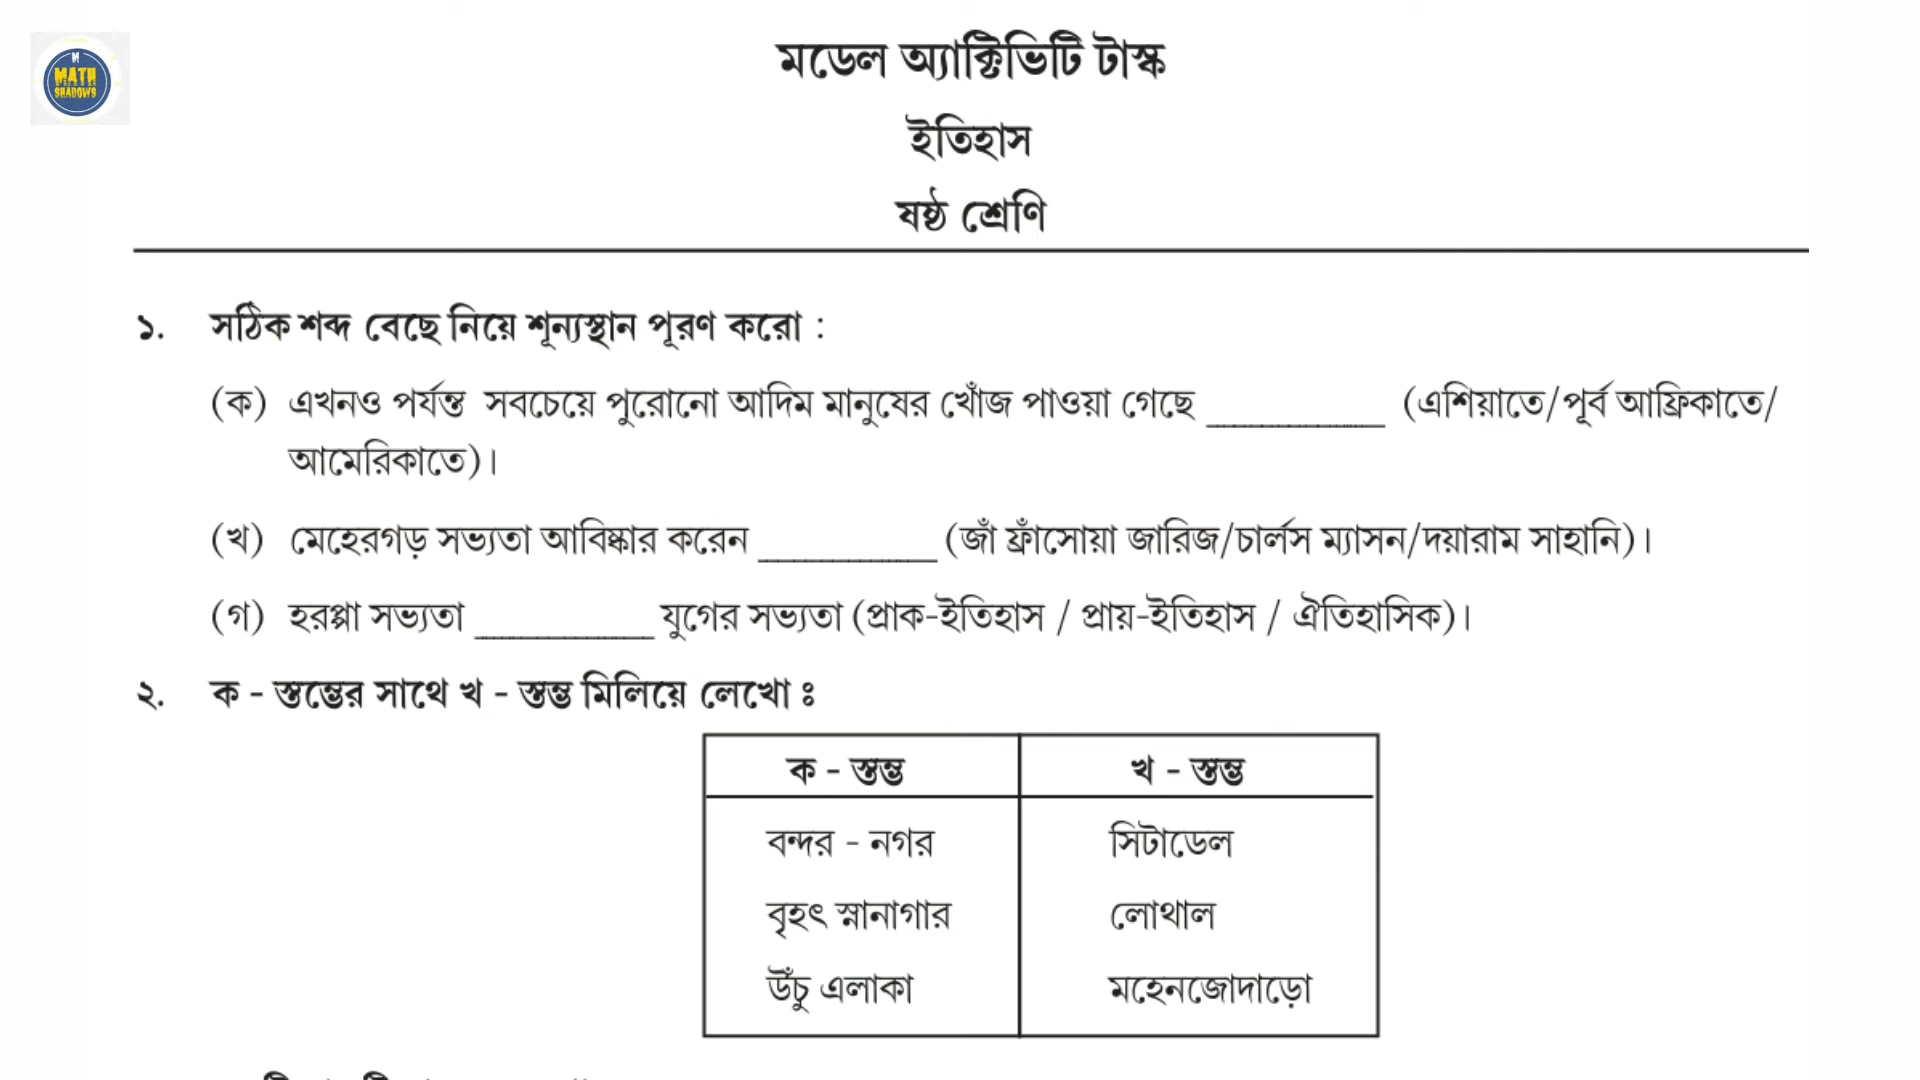 M
MATH
SHADOWS
মডেল অ্যাক্টিভিটি টাস্ক
ইতিহাস
ষষ্ঠ শ্রেণি
১. সঠিক শব্দ বেছে নিয়ে শূন্যস্থান পূরণ করো :
(ক) এখনও পর্যন্ত সবচেয়ে পুরোনো আদিম মানুষের খোঁজ পাওয়া গেছে __________ (এশিয়াতে/পূর্ব আফ্রিকাতে/
আমেরিকাতে)।
(খ) মেহেরগড় সভ্যতা আবিষ্কার করেন __________ (জাঁ ফ্রাঁসোয়া জারিজ/চার্লস ম্যাসন/দয়ারাম সাহানি)।
(গ) হরপ্পা সভ্যতা __________ যুগের সভ্যতা (প্রাক-ইতিহাস / প্রায়-ইতিহাস / ঐতিহাসিক)।
২. ক - স্তম্ভের সাথে খ - স্তম্ভ মিলিয়ে লেখো ঃ
ক - স্তম্ভ খ - স্তম্ভ
বন্দর - নগর সিটাডেল
বৃহৎ স্নানাগার লোথাল
উঁচু এলাকা মহেনজোদাড়ো